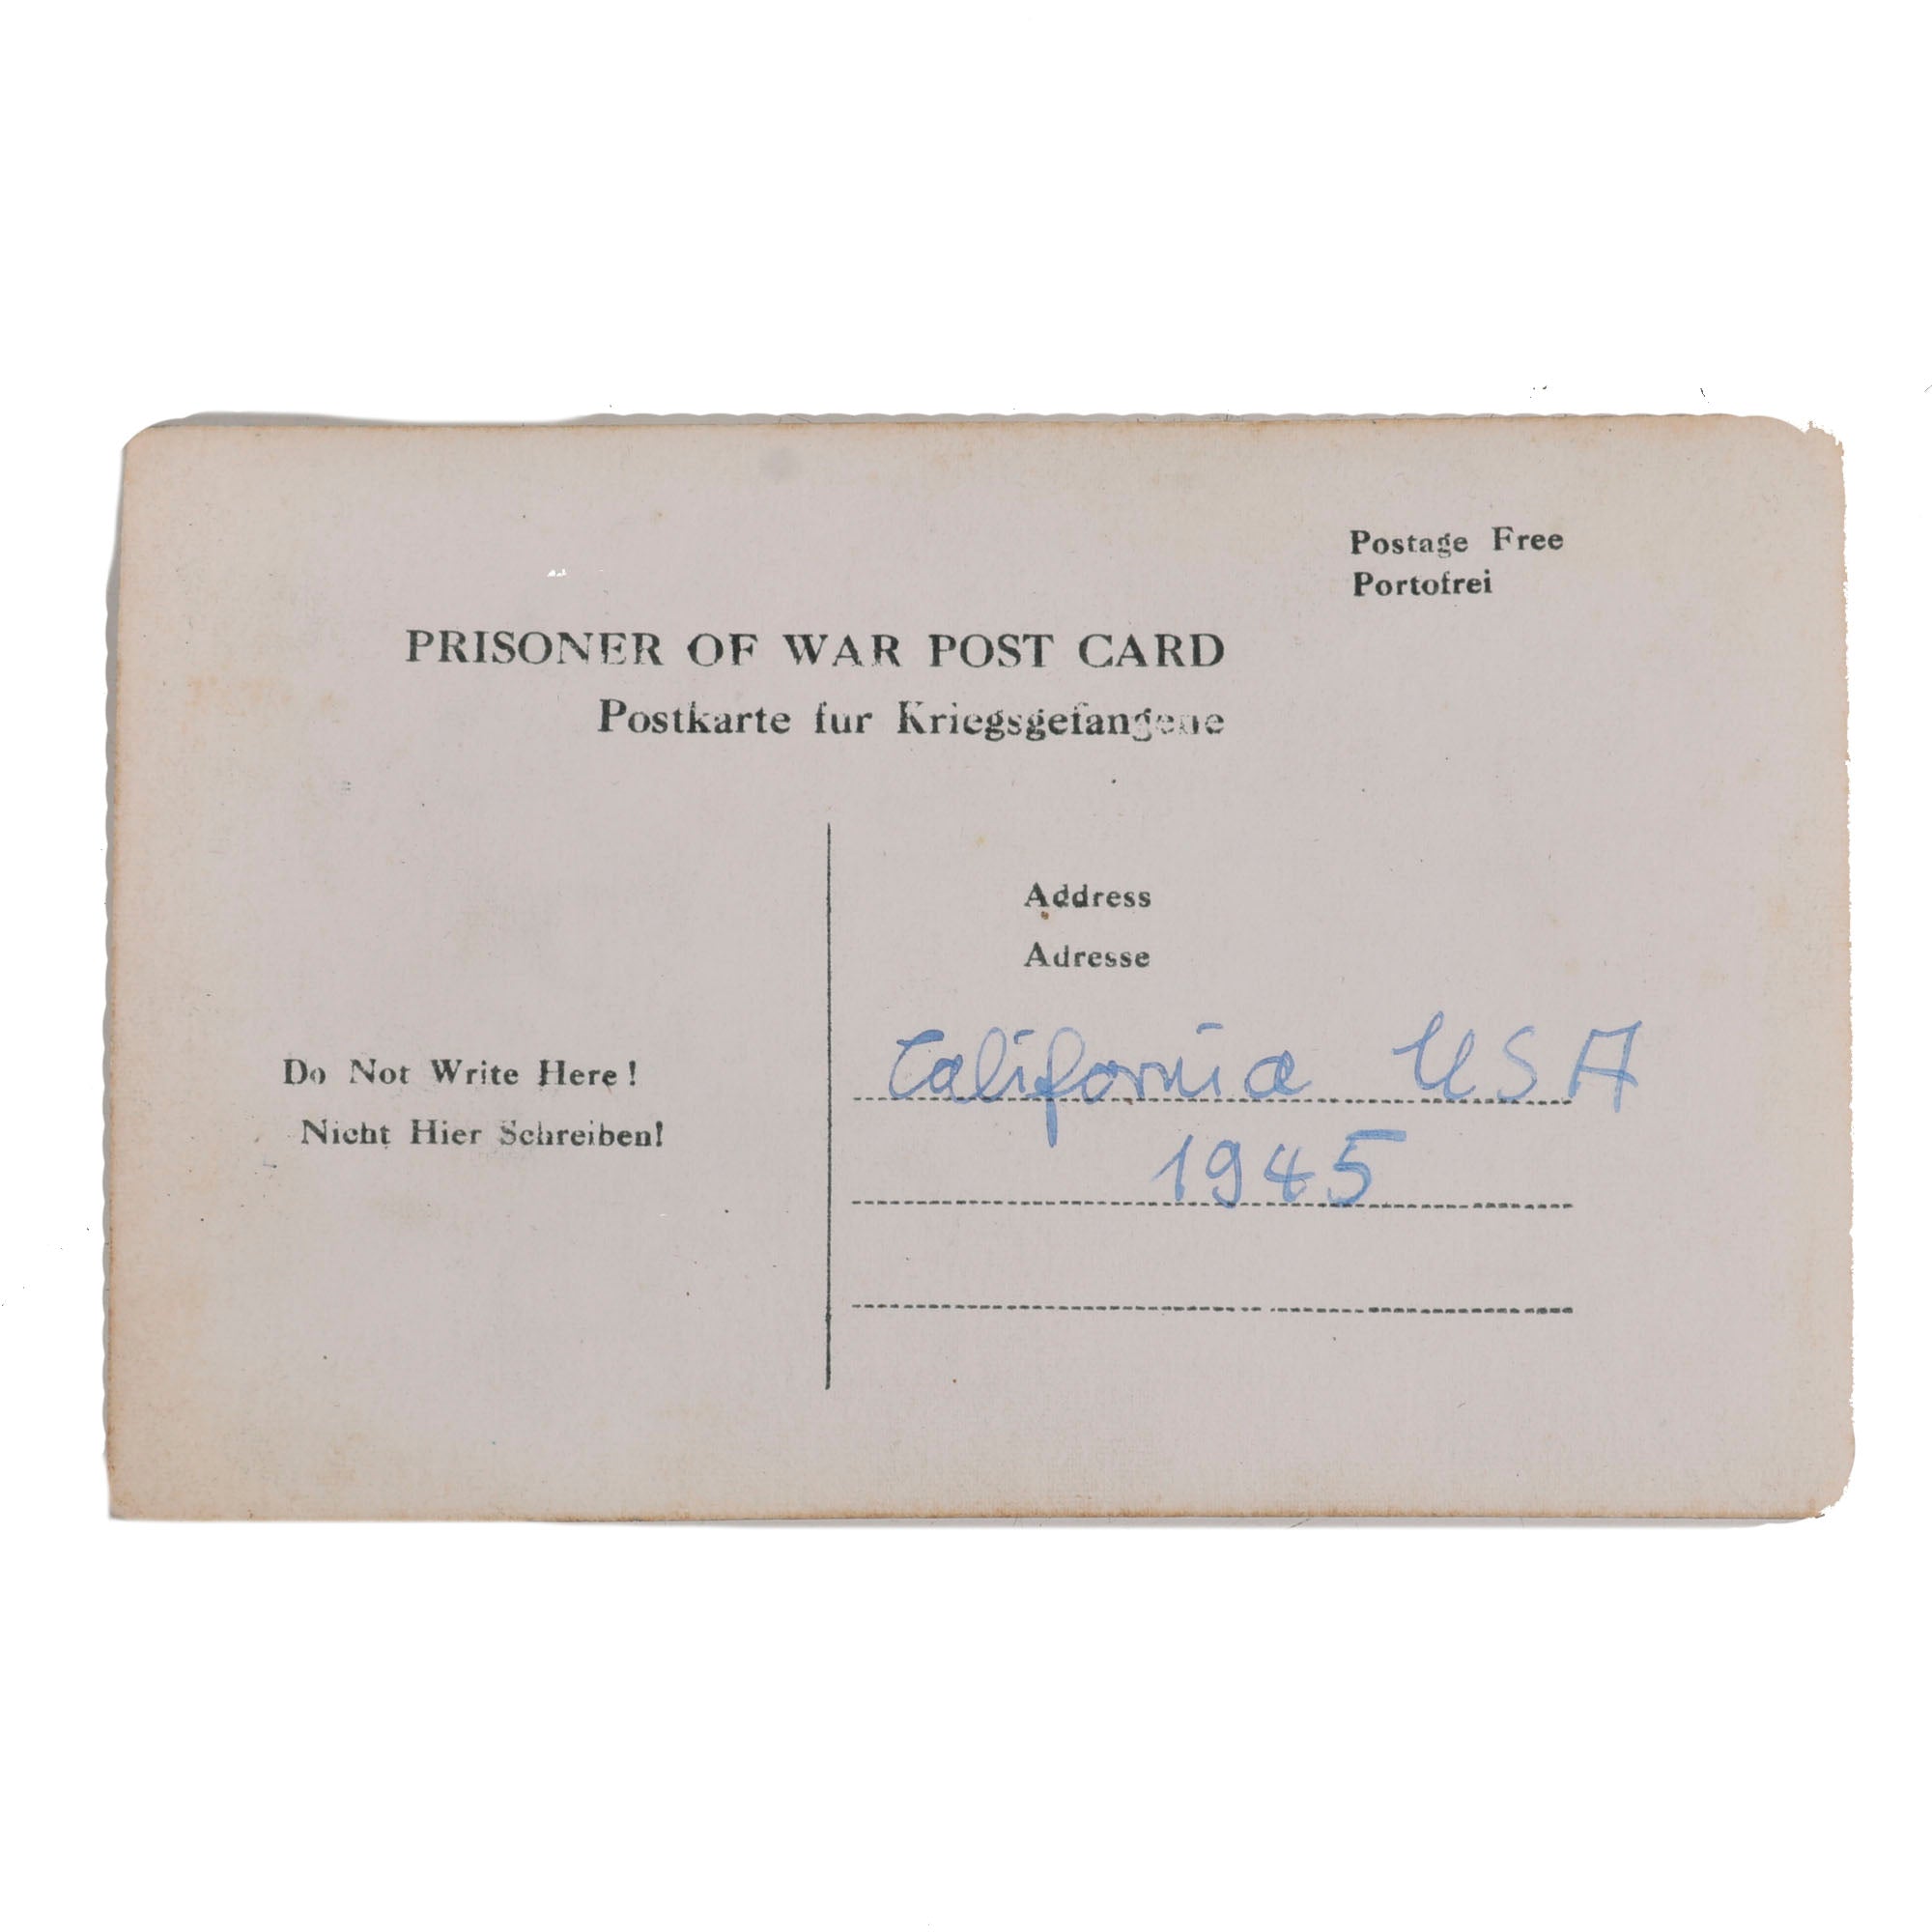 Postage Free
Portofrei
PRISONER OF WAR POST CARD
Postkarte fur Kriegsgefangene
Address
Adresse
Do Not Write Here!
Nicht Hier Schreiben!
California USA
1945